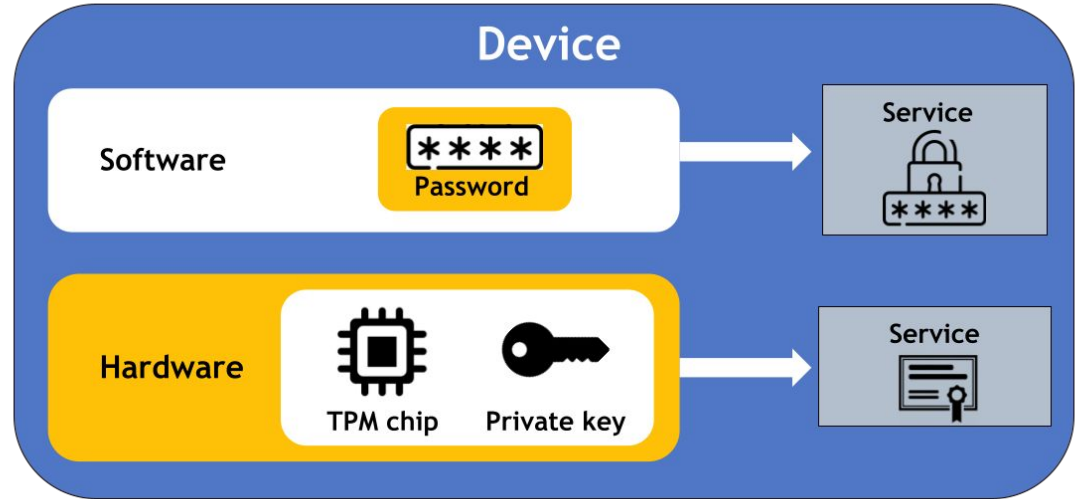 Device
Software
* * * *
Password
Service
* * * *
Hardware
TPM chip
Private key
Service